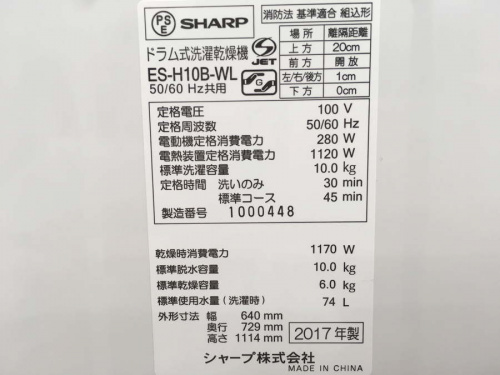 PS E SHARP
ドラム式洗濯乾燥機
ES-H10B-WL
50/60 Hz共用
S JET
G
消防法 基準適合 組込形
場所 離隔距離
上方 20cm
前方 開放
左/右/後方 1cm
下方 0cm
定格電圧 100 V
定格周波数 50/60 Hz
電動機定格消費電力 280 W
電熱装置定格消費電力 1120 W
標準洗濯容量 10.0 kg
定格時間 洗いのみ 30 min
標準コース 45 min
製造番号 1000448
乾燥時消費電力 1170 W
標準脱水容量 10.0 kg
標準乾燥容量 6.0 kg
標準使用水量(洗濯時) 74 L
外形寸法 幅 640 mm
奥行 729 mm
高さ 1114 mm
2017年製
シャープ株式会社
MADE IN CHINA